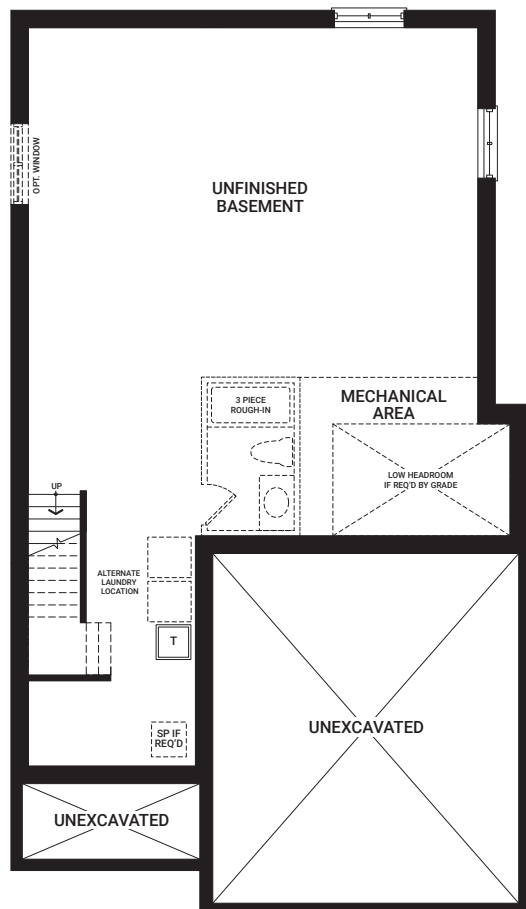 OPT. WINDOW
UNFINISHED
BASEMENT
3 PIECE
ROUGH-IN
MECHANICAL
AREA
LOW HEADROOM
IF REQ'D BY GRADE
UP
ALTERNATE
LAUNDRY
LOCATION
T
SP IF
REQ'D
UNEXCAVATED
UNEXCAVATED